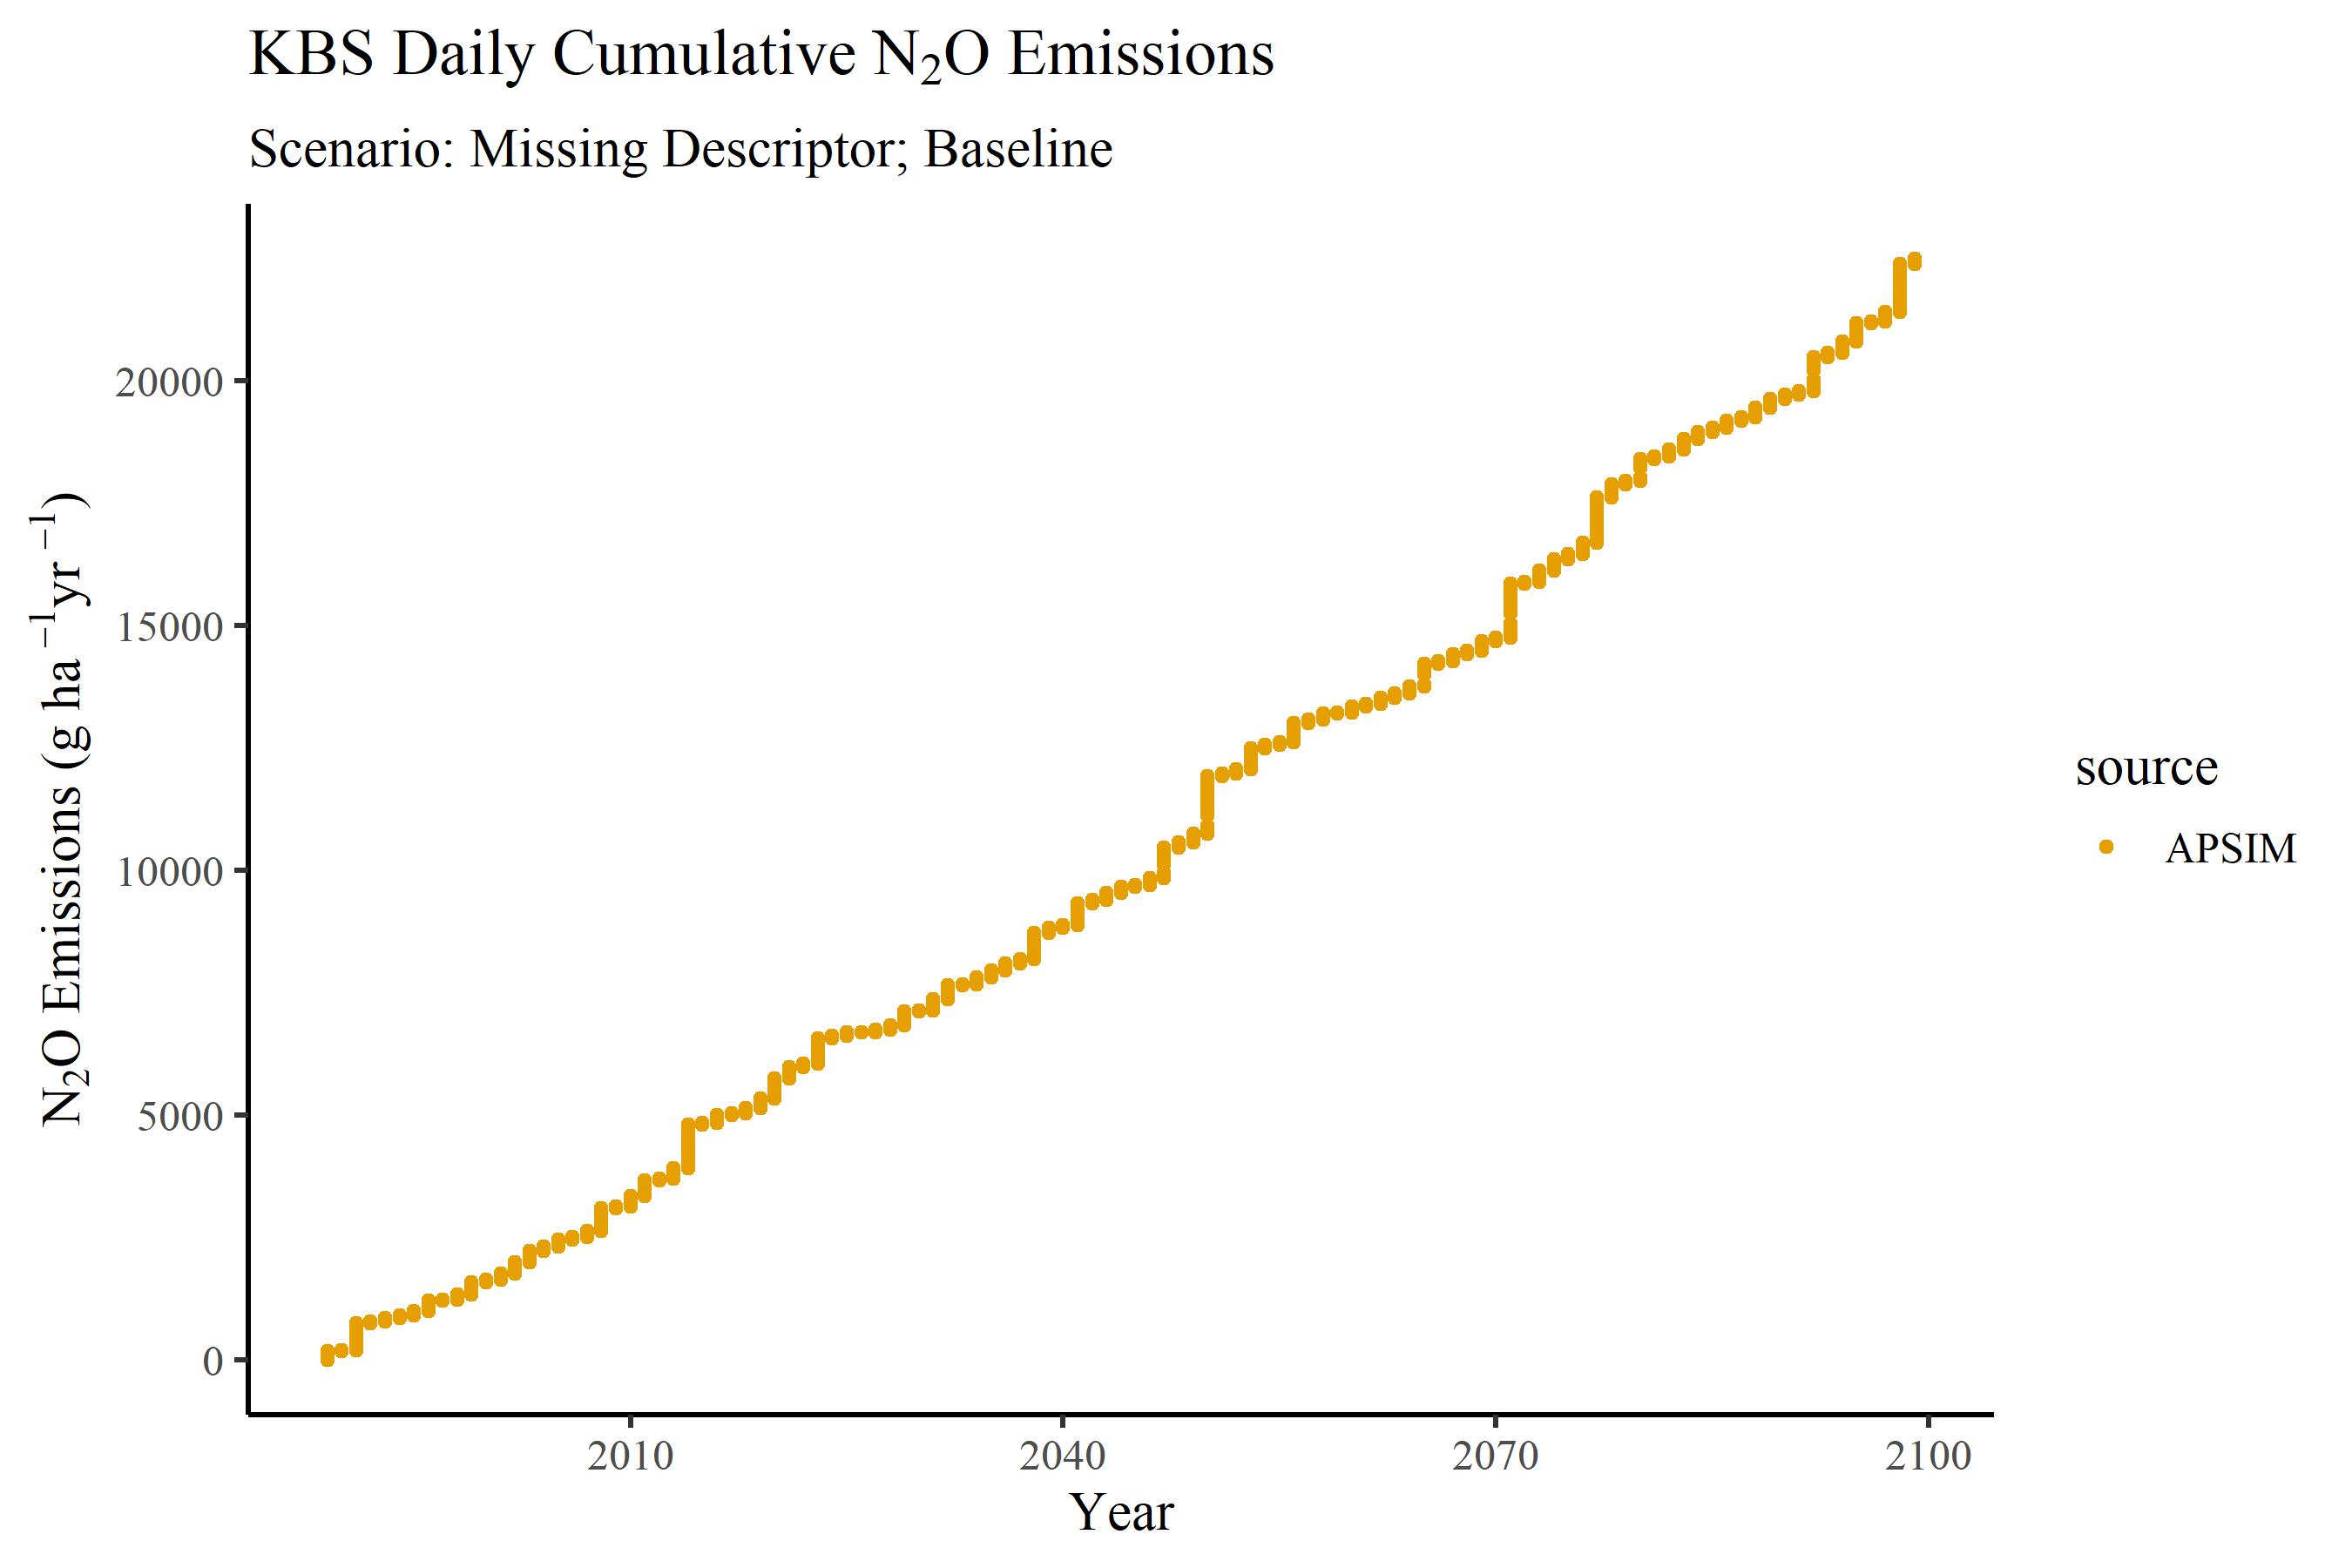 KBS Daily Cumulative N₂O Emissions
Scenario: Missing Descriptor; Baseline
N₂O Emissions (g ha⁻¹yr⁻¹)
20000
15000
10000
5000
0
2010 2040 2070 2100
Year
source
APSIM